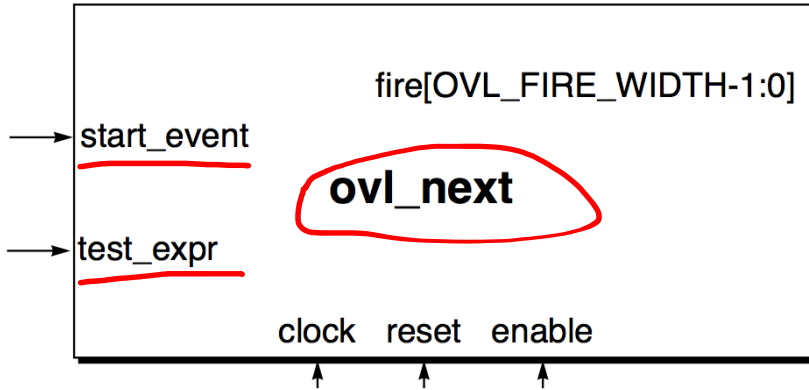 fire[OVL_FIRE_WIDTH-1:0]
start_event
ovl_next
test_expr
clock reset enable